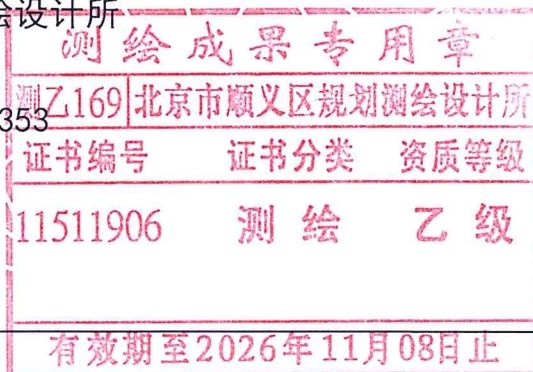 绘设计所
测绘成果专用章
测乙169 北京市顺义区规划测绘设计所
353
证书编号 证书分类 资质等级
11511906 测绘 乙级
有效期至2026年11月08日止